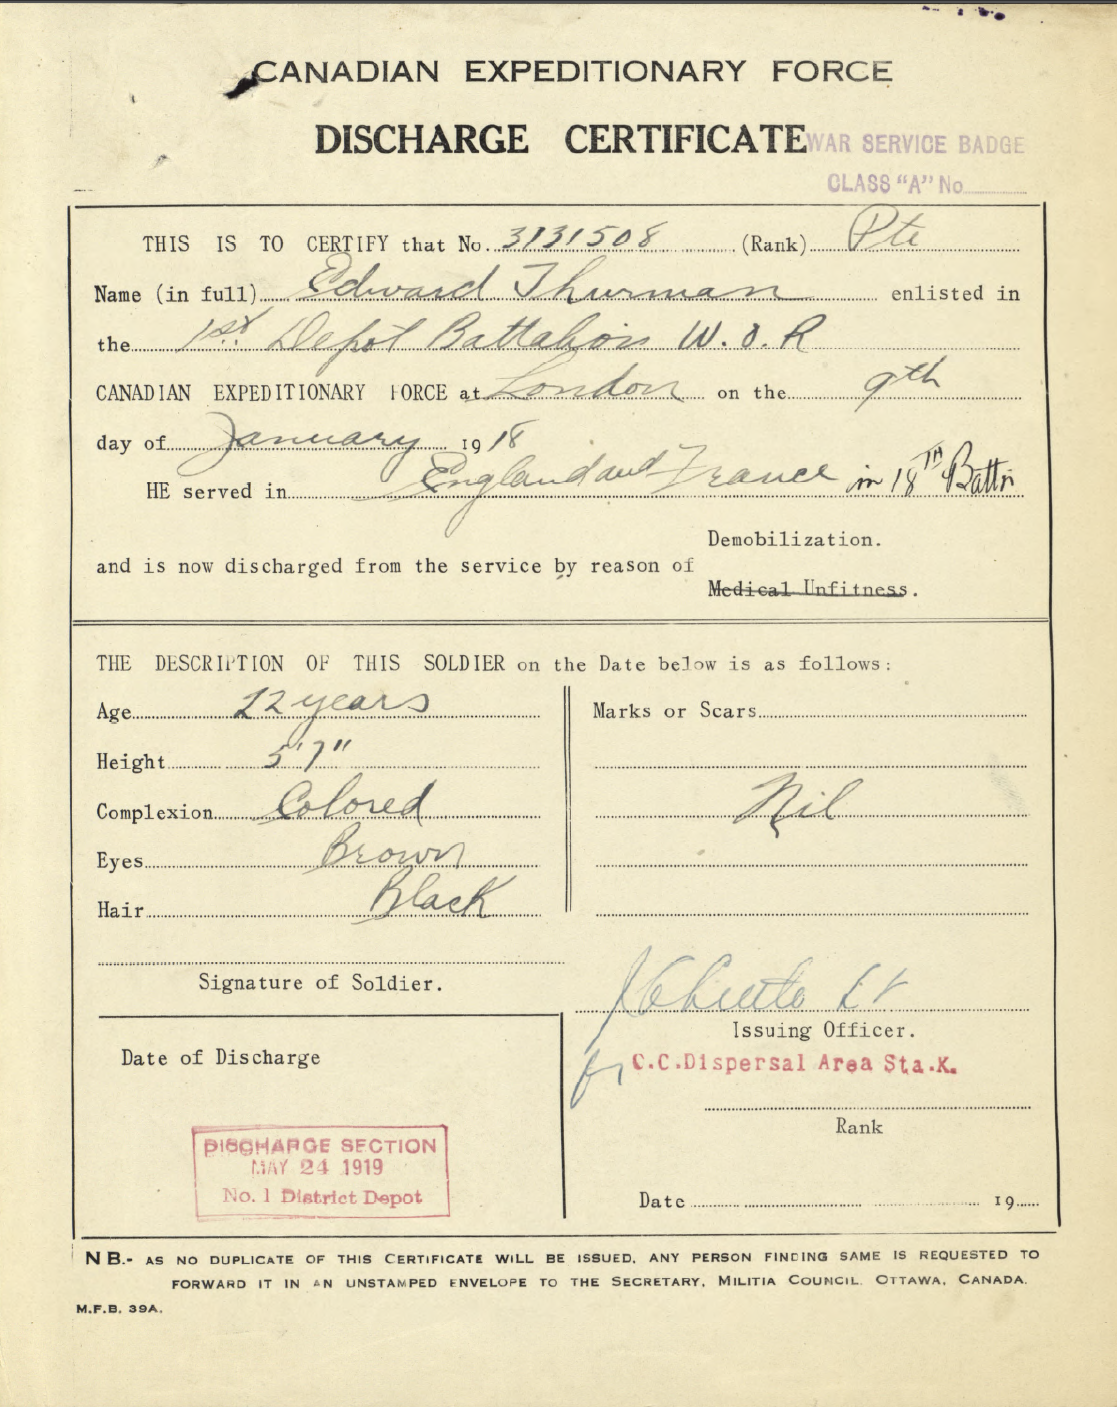 CANADIAN EXPEDITIONARY FORCE
DISCHARGE CERTIFICATE
WAR SERVICE BADGE
CLASS "A" No
THIS IS TO CERTIFY that No. 3131508 (Rank) Pte
Name (in full) Edward Thurman enlisted in
the 1st Depot Battalion W.O.R
CANADIAN EXPEDITIONARY FORCE at London on the 9th
day of January 1918
HE served in England and France in 18TH Battn
Demobilization.
and is now discharged from the service by reason of
Medical Unfitness.
THE DESCRIPTION OF THIS SOLDIER on the Date below is as follows:
Age 22 years
Marks or Scars
Height 5'7"
Complexion Colored
Nil
Eyes Brown
Hair Black
Signature of Soldier.
Lt
Issuing Officer.
for O.C.Dispersal Area Sta.K.
Date of Discharge
Rank
DISCHARGE SECTION
MAY 24 1919
No. 1 District Depot
Date 19
NB.- AS NO DUPLICATE OF THIS CERTIFICATE WILL BE ISSUED, ANY PERSON FINDING SAME IS REQUESTED TO
FORWARD IT IN AN UNSTAMPED ENVELOPE TO THE SECRETARY, MILITIA COUNCIL. OTTAWA, CANADA.
M.F.B. 39A.